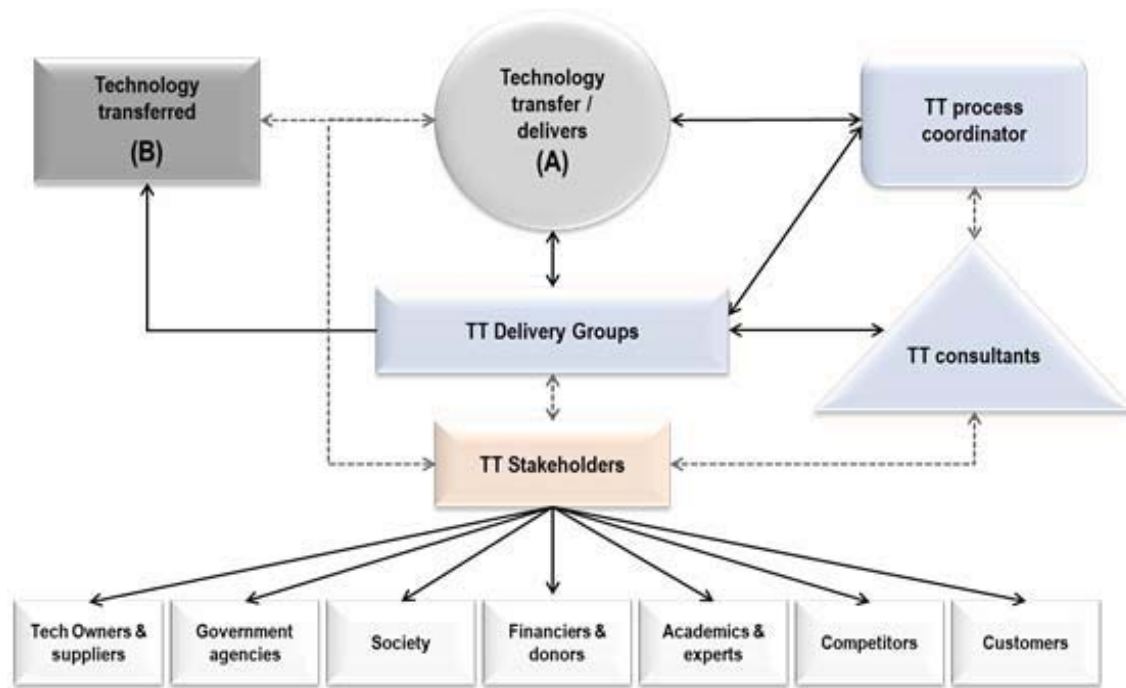 Technology
transferred
(B)
Technology
transfer /
delivers
(A)
TT process
coordinator
TT Delivery Groups
TT consultants
TT Stakeholders
Tech Owners &
suppliers
Government
agencies
Society
Financiers &
donors
Academics &
experts
Competitors
Customers